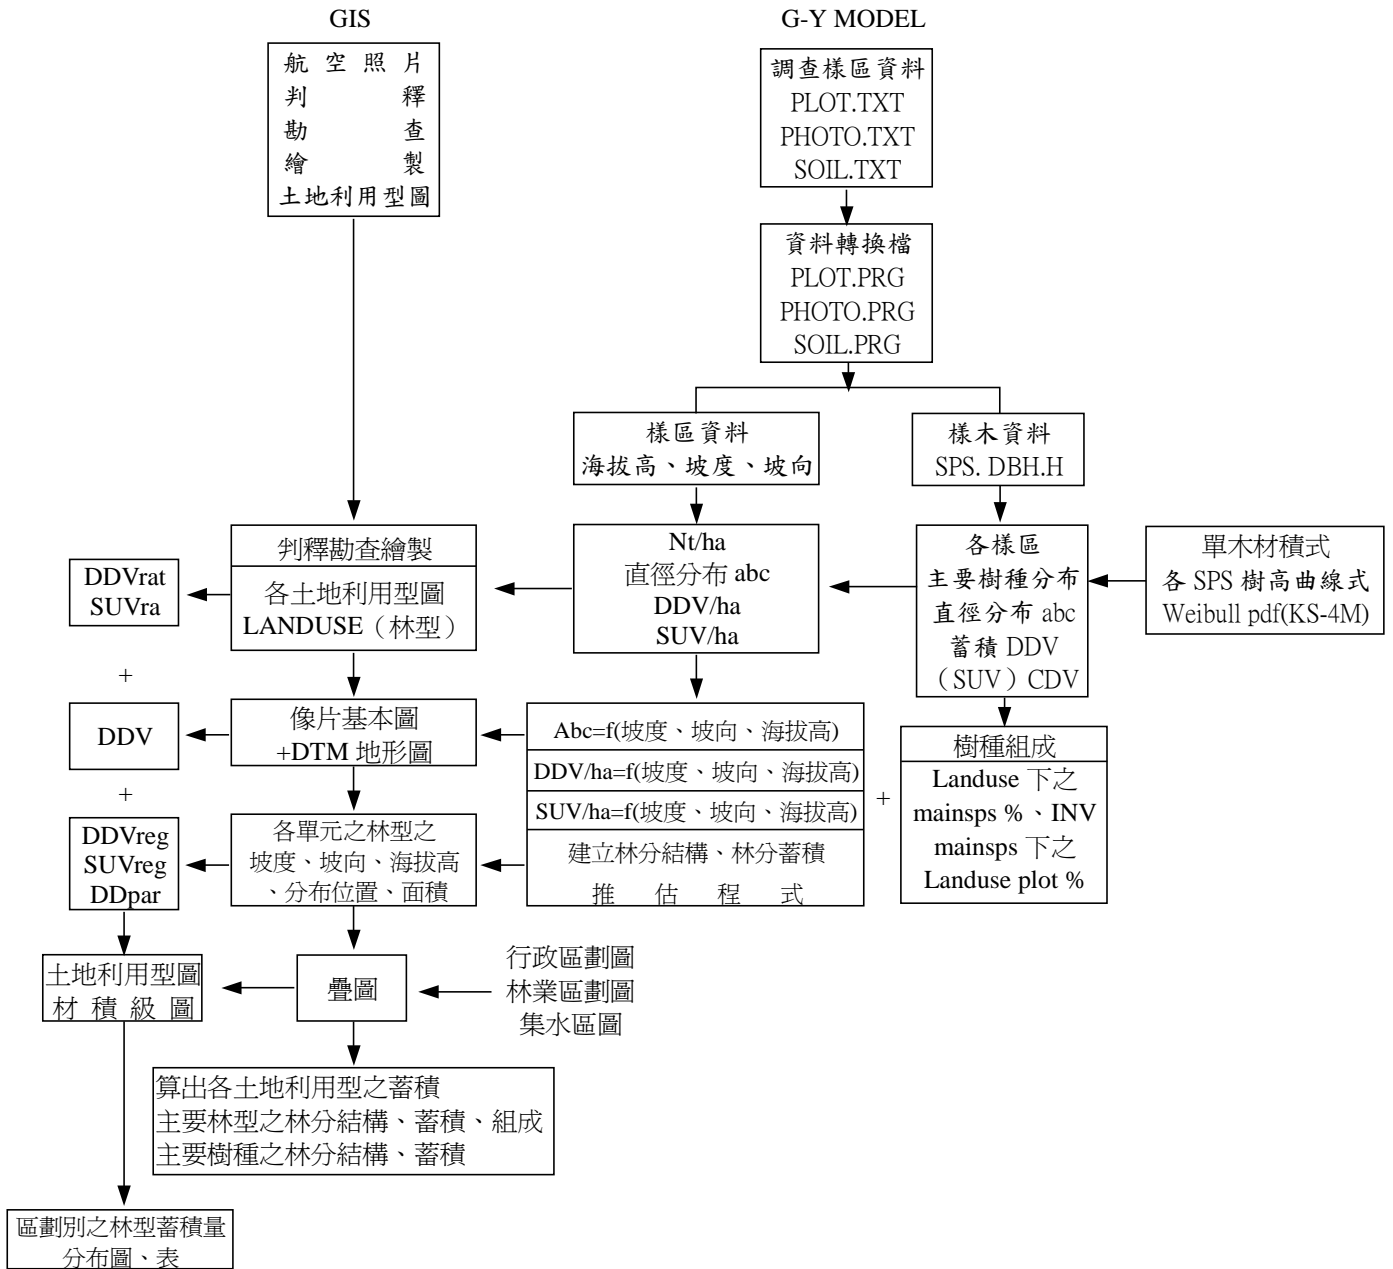 GIS
G-Y MODEL
航空照片
判釋
勘查
繪製
土地利用型圖
調查樣區資料
PLOT.TXT
PHOTO.TXT
SOIL.TXT
資料轉換檔
PLOT.PRG
PHOTO.PRG
SOIL.PRG
樣區資料
海拔高、坡度、坡向
樣木資料
SPS. DBH.H
判釋勘查繪製
各土地利用型圖
LANDUSE（林型）
DDVrat
SUVra
Nt/ha
直徑分布 abc
DDV/ha
SUV/ha
各樣區
主要樹種分布
直徑分布 abc
蓄積 DDV
（SUV）CDV
單木材積式
各 SPS 樹高曲線式
Weibull pdf(KS-4M)
+
DDV
像片基本圖
+DTM 地形圖
Abc=f(坡度、坡向、海拔高)
DDV/ha=f(坡度、坡向、海拔高)
SUV/ha=f(坡度、坡向、海拔高)
建立林分結構、林分蓄積
推估程式
+
樹種組成
Landuse 下之
mainsps %、INV
mainsps 下之
Landuse plot %
+
DDVreg
SUVreg
DDpar
各單元之林型之
坡度、坡向、海拔高
、分布位置、面積
土地利用型圖
材積級圖
疊圖
行政區劃圖
林業區劃圖
集水區圖
算出各土地利用型之蓄積
主要林型之林分結構、蓄積、組成
主要樹種之林分結構、蓄積
區劃別之林型蓄積量
分布圖、表